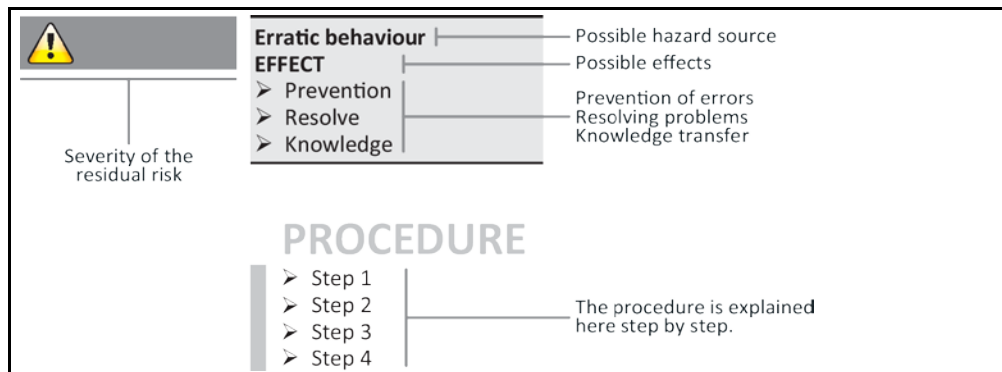 Erratic behaviour
Possible hazard source
EFFECT
Possible effects
➢ Prevention
➢ Resolve
➢ Knowledge
Prevention of errors
Resolving problems
Knowledge transfer
Severity of the
residual risk
PROCEDURE
➢ Step 1
➢ Step 2
➢ Step 3
➢ Step 4
The procedure is explained
here step by step.